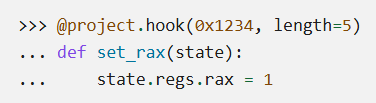 >>> @project.hook(0x1234, length=5)
... def set_rax(state):
...     state.regs.rax = 1